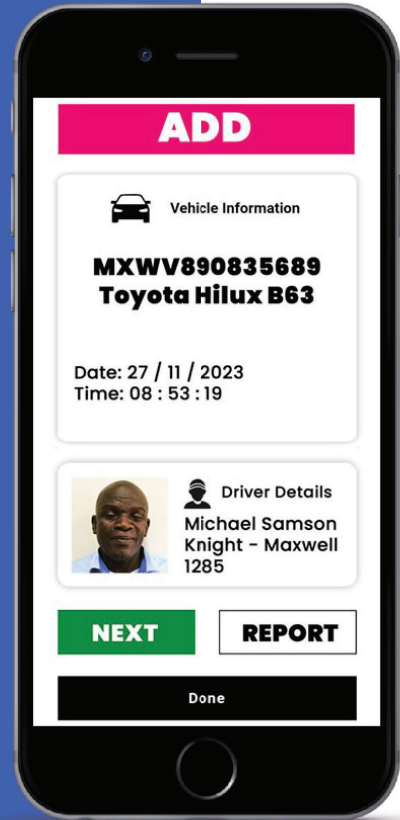 ADD
Vehicle Information
MXWV890835689
Toyota Hilux B63
Date: 27 / 11 / 2023
Time: 08 : 53 : 19
Driver Details
Michael Samson
Knight - Maxwell
1285
NEXT
REPORT
Done